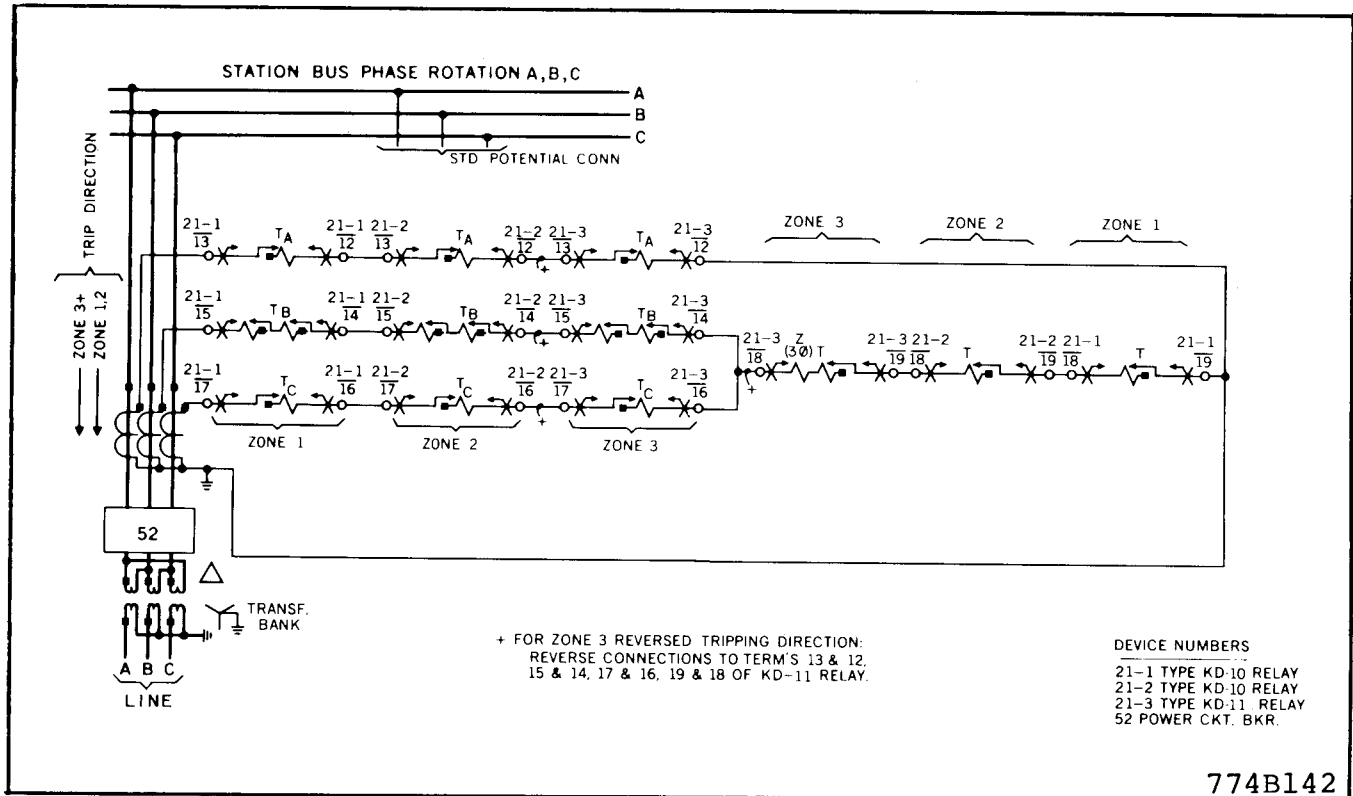 STATION BUS PHASE ROTATION A,B,C
A
B
C
STD POTENTIAL CONN
TRIP DIRECTION
ZONE 3+
ZONE 1,2
21-1
13
TA
21-1
12
21-2
13
TA
21-2
12
21-3
13
TA
21-3
12
ZONE 3
ZONE 2
ZONE 1
+
21-1
15
TB
21-1
14
21-2
15
TB
21-2
14
21-3
15
TB
21-3
14
+
21-3
18
Z
(3Ø) T
21-3
19
21-2
18
T
21-2
19
21-1
18
T
21-1
19
+
21-1
17
TC
21-1
16
21-2
17
TC
21-2
16
21-3
17
TC
21-3
16
+
ZONE 1
ZONE 2
ZONE 3
52
TRANSF.
BANK
A B C
LINE
+ FOR ZONE 3 REVERSED TRIPPING DIRECTION:
REVERSE CONNECTIONS TO TERM'S 13 & 12,
15 & 14, 17 & 16, 19 & 18 OF KD-11 RELAY.
DEVICE NUMBERS
21-1 TYPE KD-10 RELAY
21-2 TYPE KD-10 RELAY
21-3 TYPE KD-11 RELAY
52 POWER CKT. BKR.
774B142